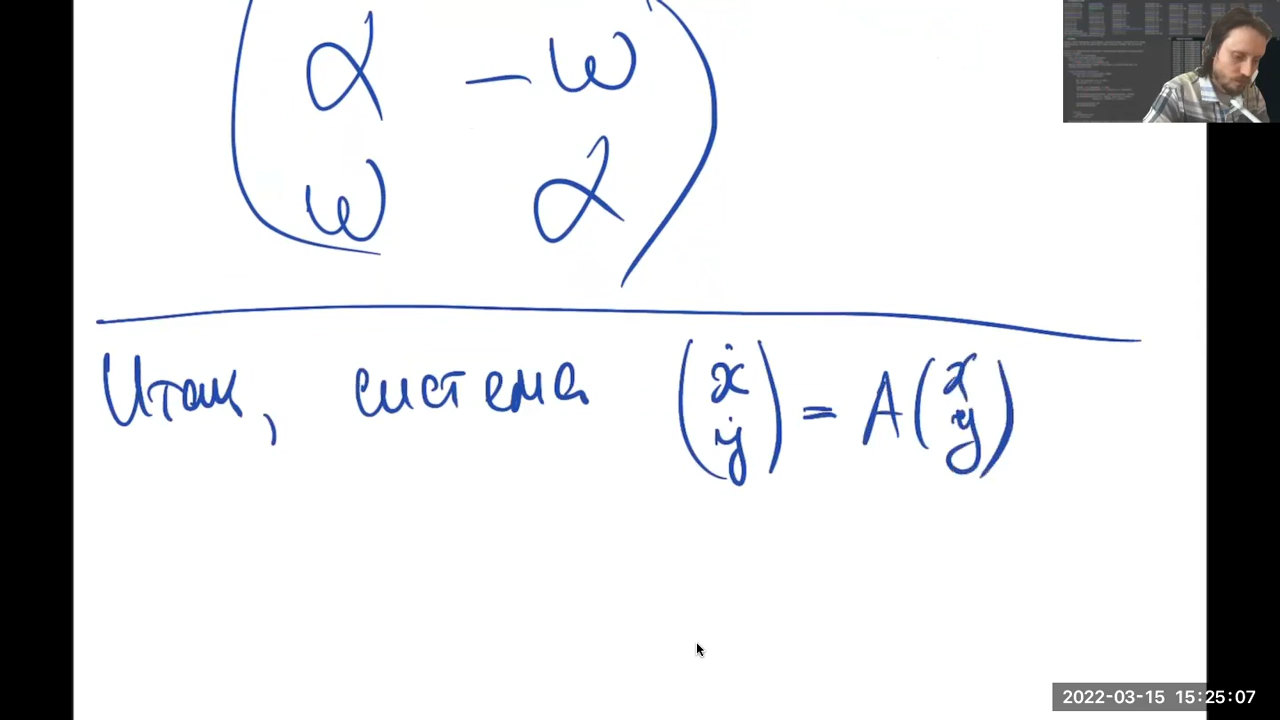 α −ω
ω α
Итак, система (ẋ ẏ) = A (x y)
2022-03-15 15:25:07